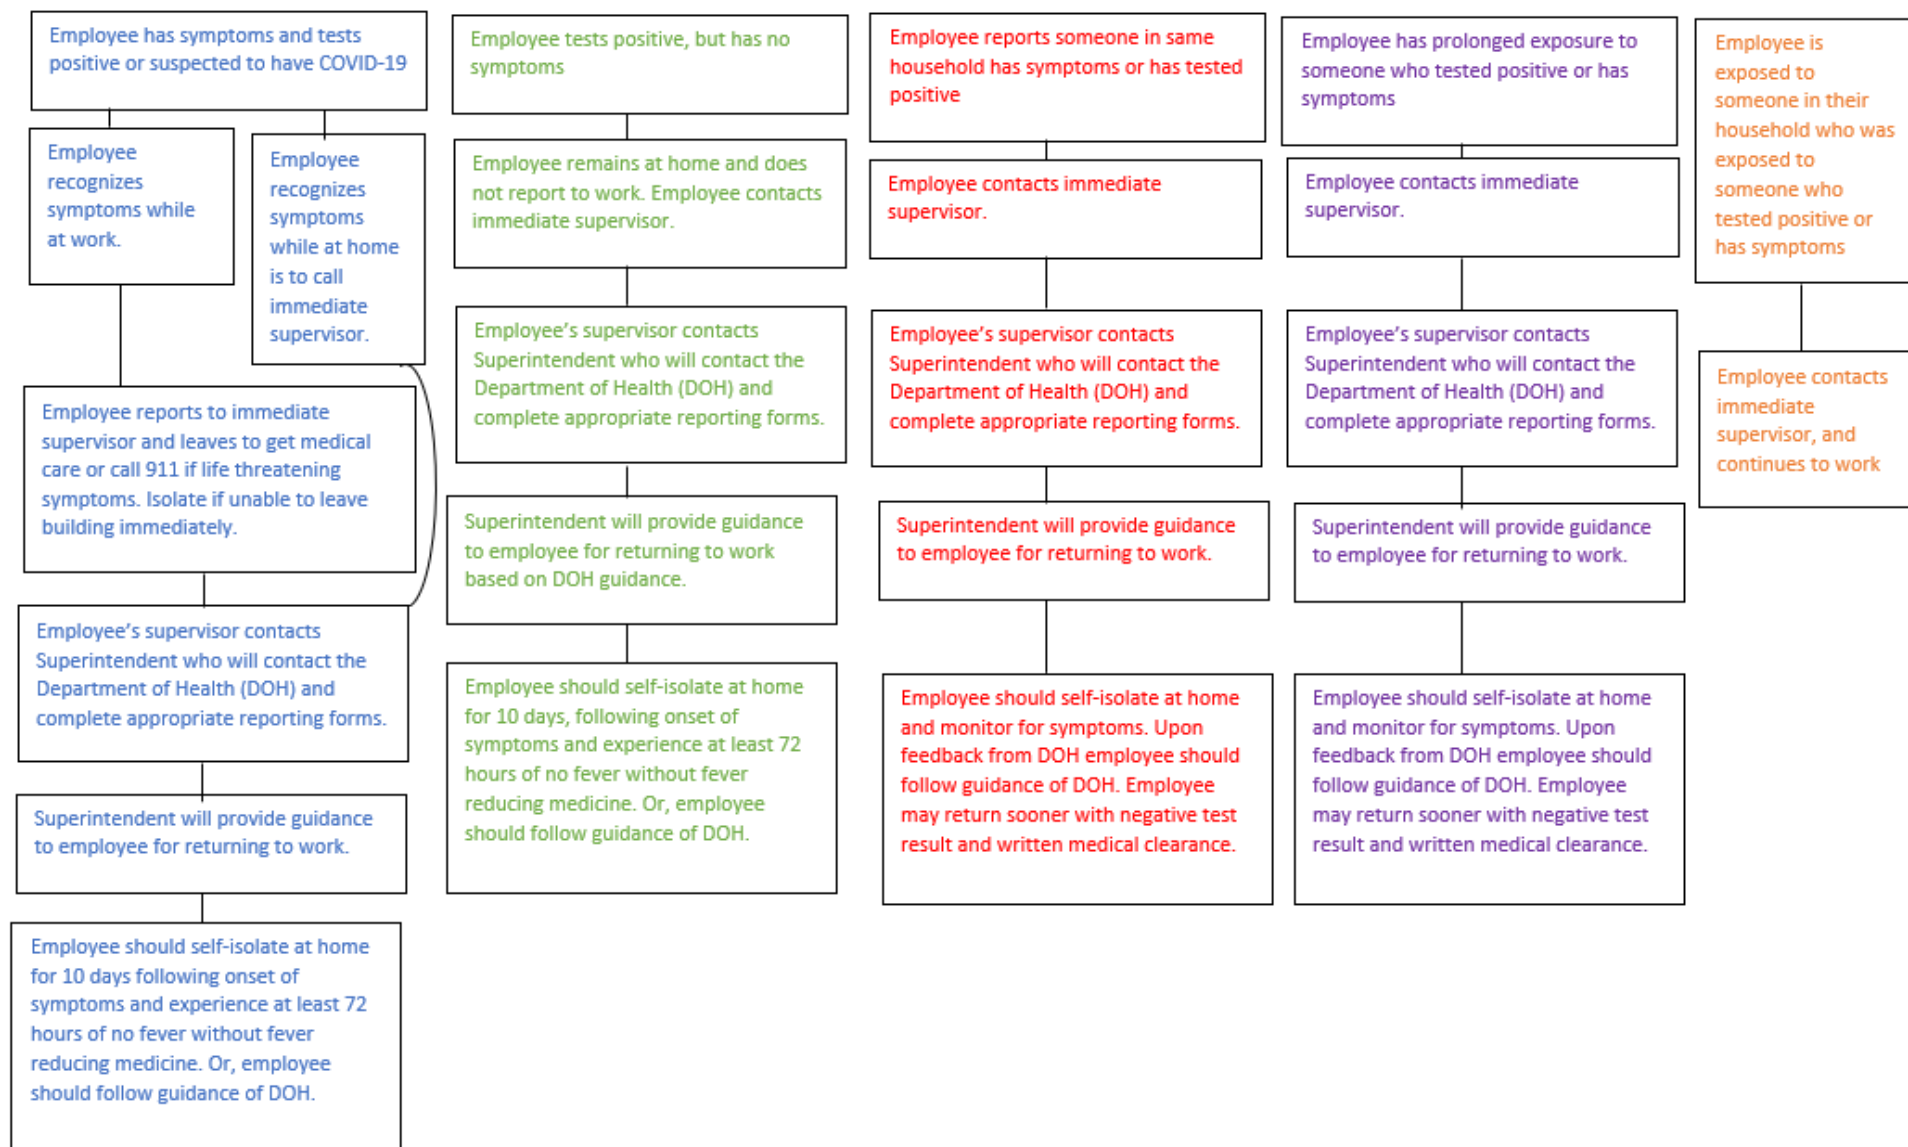 Employee has symptoms and tests
positive or suspected to have COVID-19
Employee
recognizes
symptoms while
at work.
Employee
recognizes
symptoms
while at home
is to call
immediate
supervisor.
Employee reports to immediate
supervisor and leaves to get medical
care or call 911 if life threatening
symptoms. Isolate if unable to leave
building immediately.
Employee’s supervisor contacts
Superintendent who will contact the
Department of Health (DOH) and
complete appropriate reporting forms.
Superintendent will provide guidance
to employee for returning to work.
Employee should self-isolate at home
for 10 days following onset of
symptoms and experience at least 72
hours of no fever without fever
reducing medicine. Or, employee
should follow guidance of DOH.
Employee tests positive, but has no
symptoms
Employee remains at home and does
not report to work. Employee contacts
immediate supervisor.
Employee’s supervisor contacts
Superintendent who will contact the
Department of Health (DOH) and
complete appropriate reporting forms.
Superintendent will provide guidance
to employee for returning to work
based on DOH guidance.
Employee should self-isolate at home
for 10 days, following onset of
symptoms and experience at least 72
hours of no fever without fever
reducing medicine. Or, employee
should follow guidance of DOH.
Employee reports someone in same
household has symptoms or has tested
positive
Employee contacts immediate
supervisor.
Employee’s supervisor contacts
Superintendent who will contact the
Department of Health (DOH) and
complete appropriate reporting forms.
Superintendent will provide guidance
to employee for returning to work.
Employee should self-isolate at home
and monitor for symptoms. Upon
feedback from DOH employee should
follow guidance of DOH. Employee
may return sooner with negative test
result and written medical clearance.
Employee has prolonged exposure to
someone who tested positive or has
symptoms
Employee contacts immediate
supervisor.
Employee’s supervisor contacts
Superintendent who will contact the
Department of Health (DOH) and
complete appropriate reporting forms.
Superintendent will provide guidance
to employee for returning to work.
Employee should self-isolate at home
and monitor for symptoms. Upon
feedback from DOH employee should
follow guidance of DOH. Employee
may return sooner with negative test
result and written medical clearance.
Employee is
exposed to
someone in their
household who was
exposed to
someone who
tested positive or
has symptoms
Employee contacts
immediate
supervisor, and
continues to work